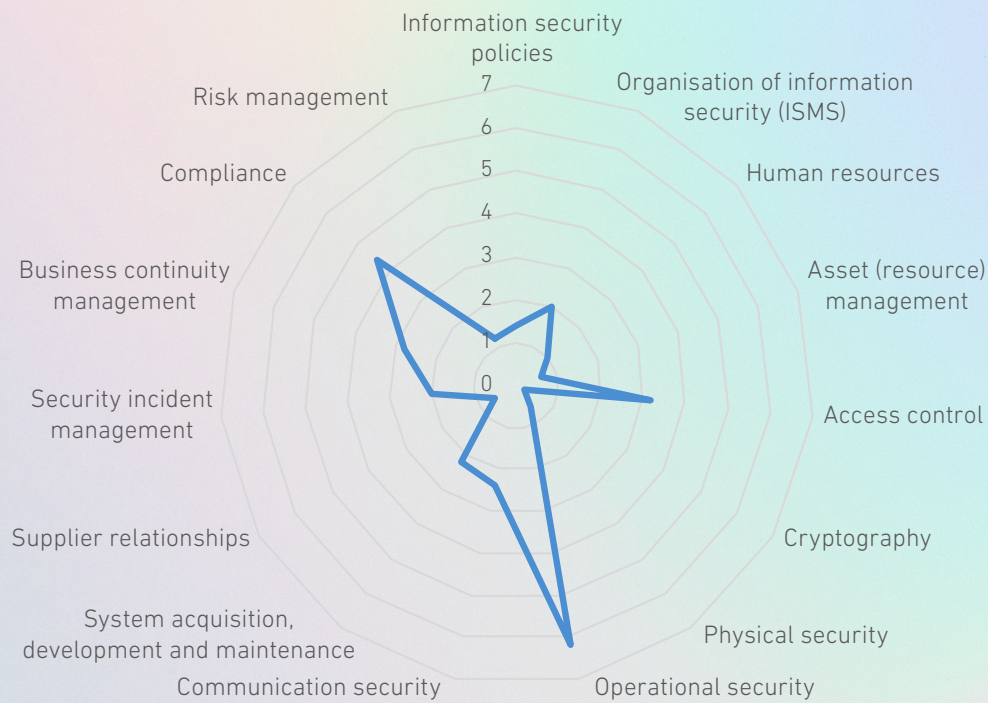 Information security
policies
Organisation of information
security (ISMS)
Human resources
Asset (resource)
management
Access control
Cryptography
Physical security
Operational security
Communication security
System acquisition,
development and maintenance
Supplier relationships
Security incident
management
Business continuity
management
Compliance
Risk management
7
6
5
4
3
2
1
0